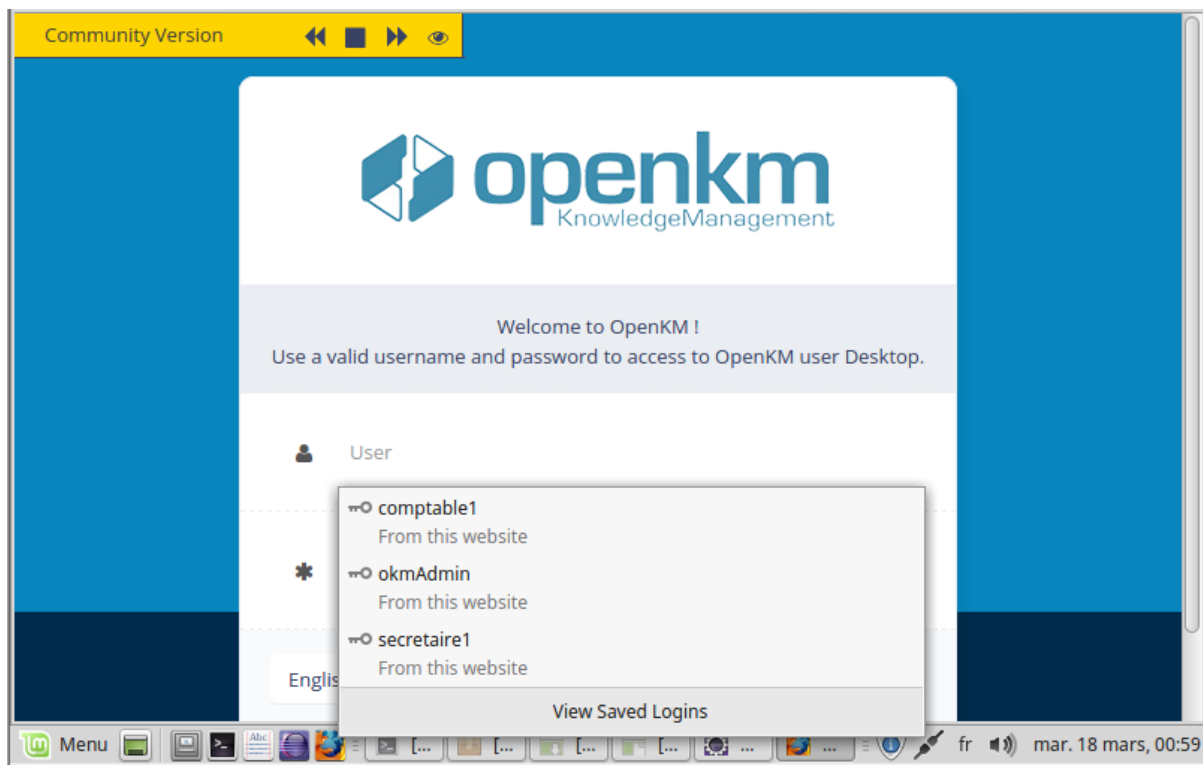 Community Version
openkm
KnowledgeManagement
Welcome to OpenKM !
Use a valid username and password to access to OpenKM user Desktop.
User
comptable1
From this website
okmAdmin
From this website
secretaire1
From this website
Englis
View Saved Logins
Menu
Abc
[...
[...
[...
[...
...
...
fr
mar. 18 mars, 00:59